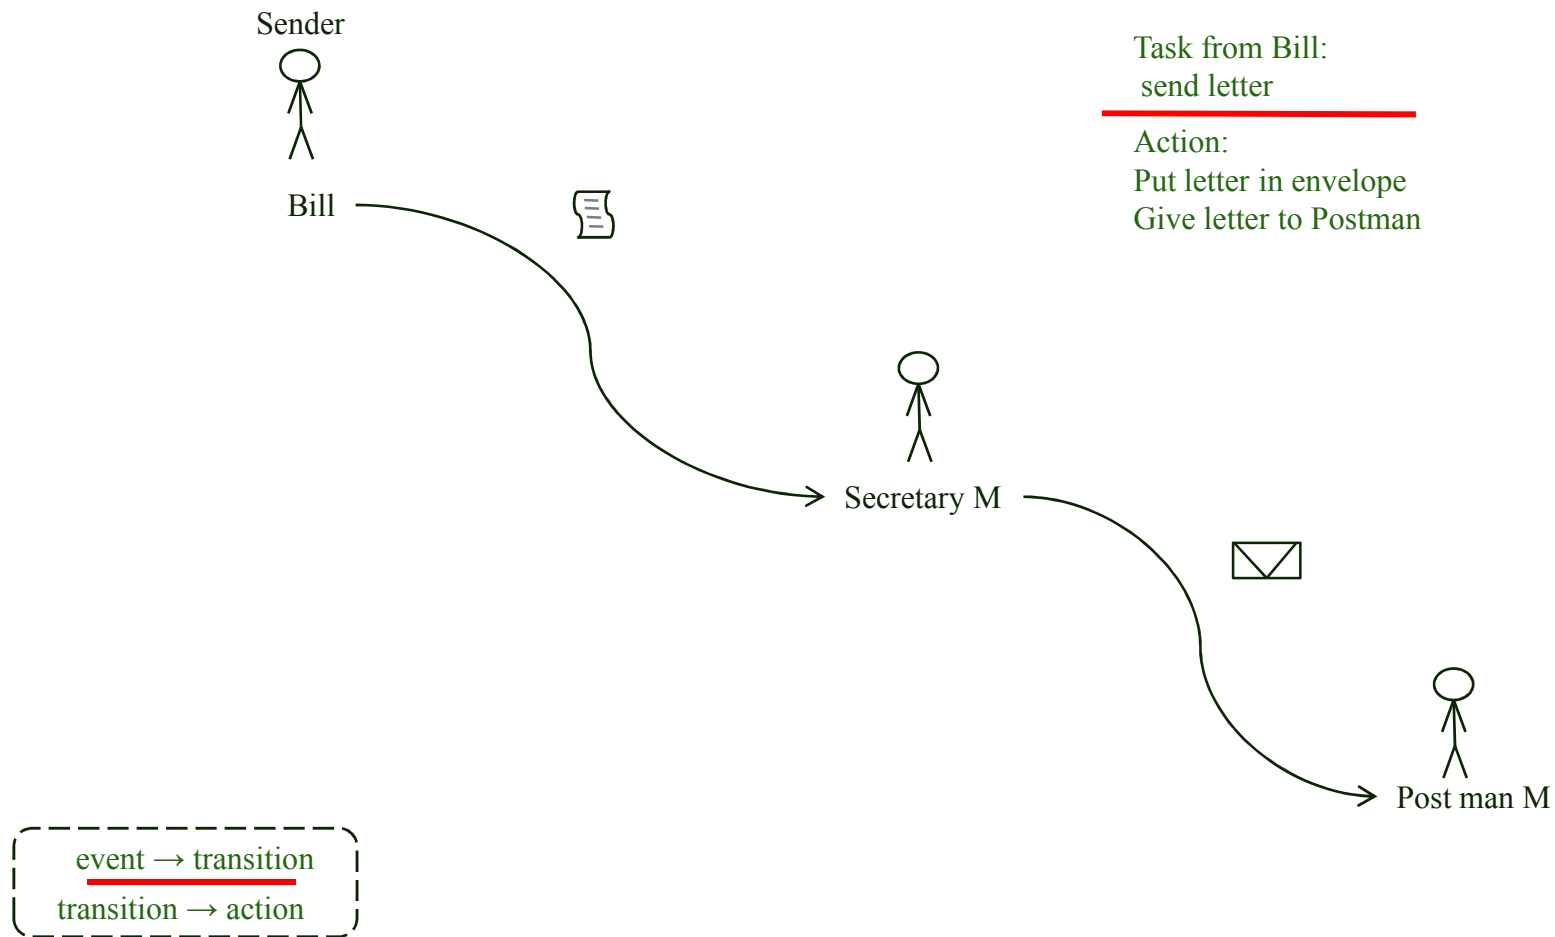 Sender
Task from Bill:
send letter
Action:
Put letter in envelope
Give letter to Postman
Bill
Secretary M
Post man M
event → transition
transition → action